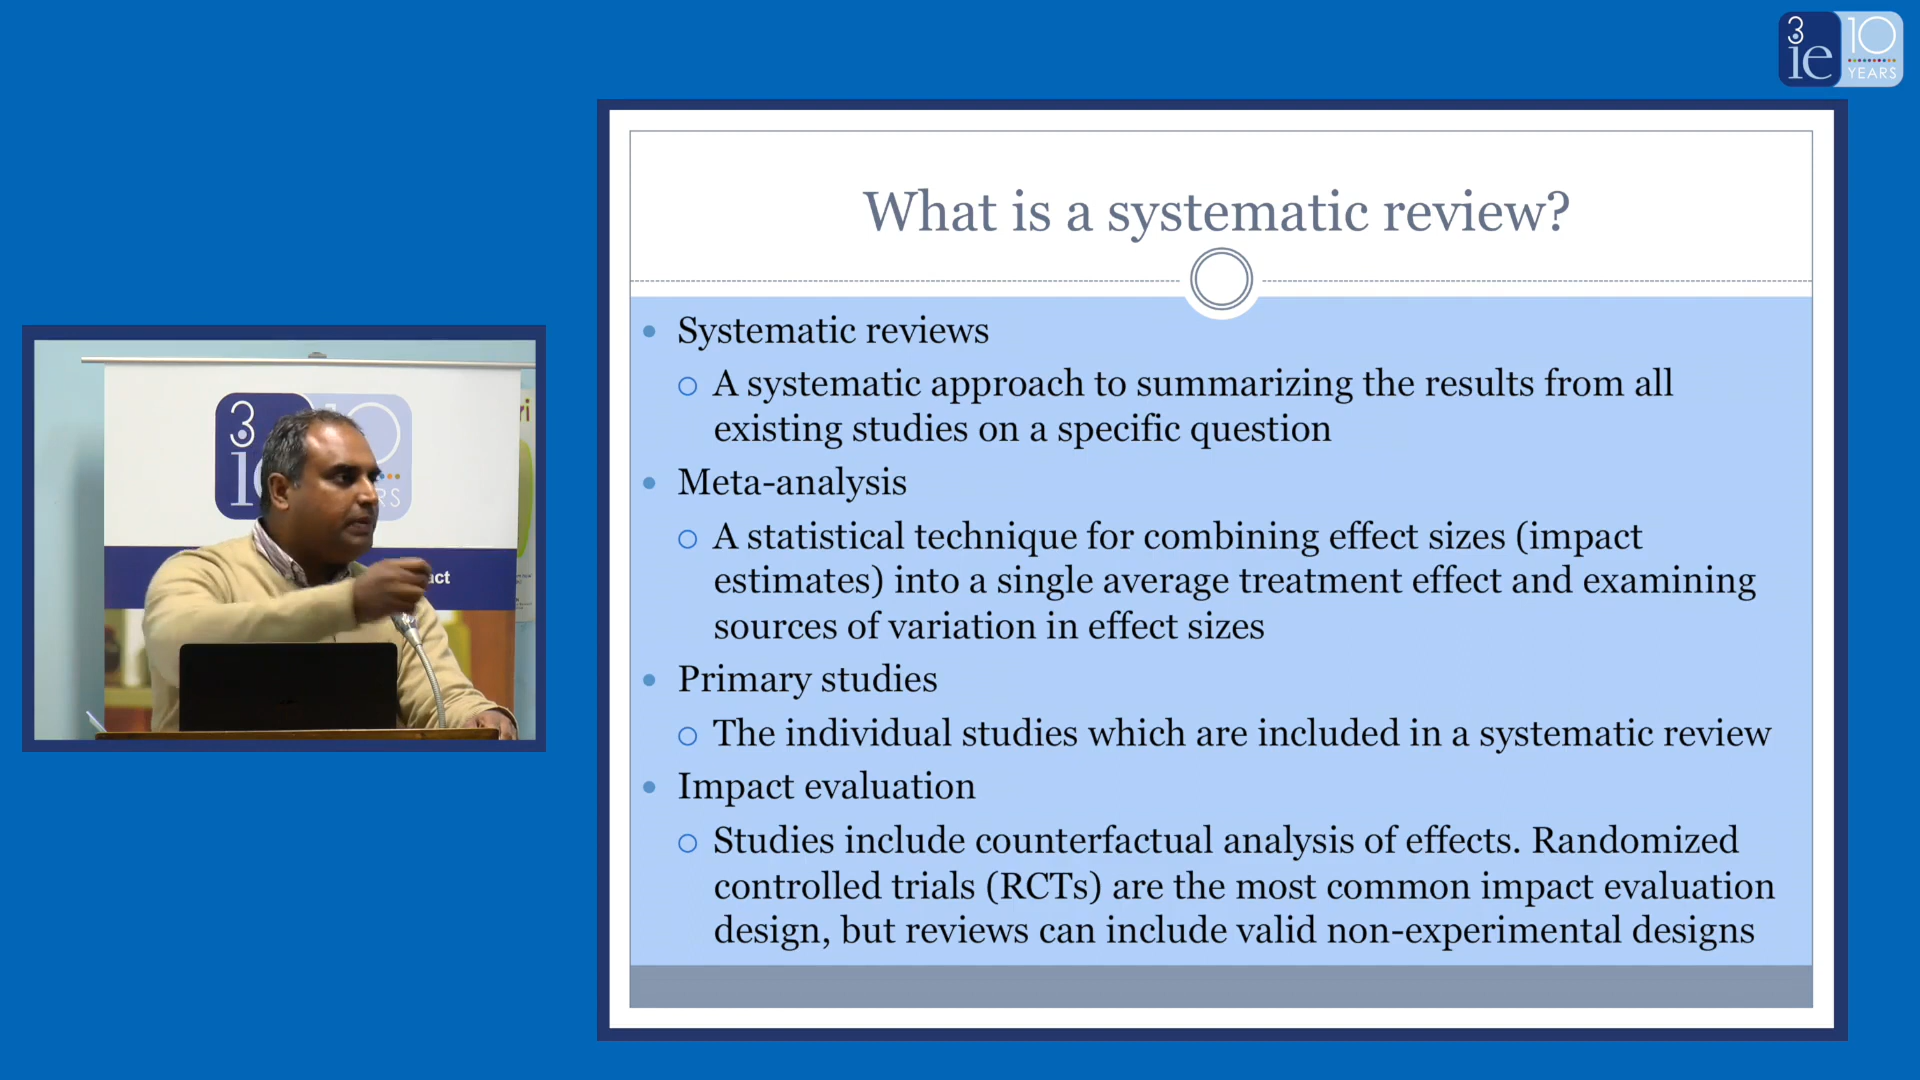 3
ie
10
YEARS
What is a systematic review?
Systematic reviews
A systematic approach to summarizing the results from all
existing studies on a specific question
Meta-analysis
A statistical technique for combining effect sizes (impact
estimates) into a single average treatment effect and examining
sources of variation in effect sizes
Primary studies
The individual studies which are included in a systematic review
Impact evaluation
Studies include counterfactual analysis of effects. Randomized
controlled trials (RCTs) are the most common impact evaluation
design, but reviews can include valid non-experimental designs
3
act